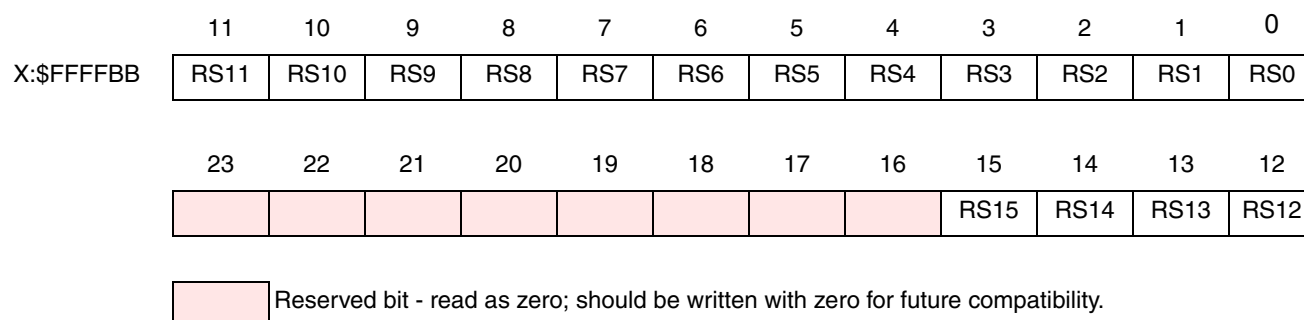 11 10 9 8 7 6 5 4 3 2 1 0
X:$FFFFBB RS11 RS10 RS9 RS8 RS7 RS6 RS5 RS4 RS3 RS2 RS1 RS0
23 22 21 20 19 18 17 16 15 14 13 12
RS15 RS14 RS13 RS12
Reserved bit - read as zero; should be written with zero for future compatibility.